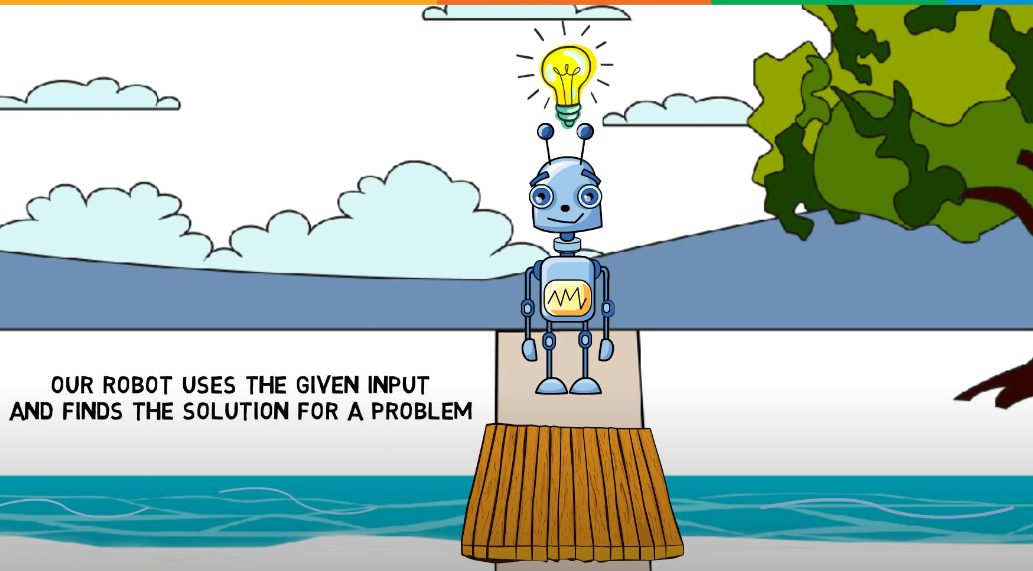 OUR ROBOT USES THE GIVEN INPUT
AND FINDS THE SOLUTION FOR A PROBLEM